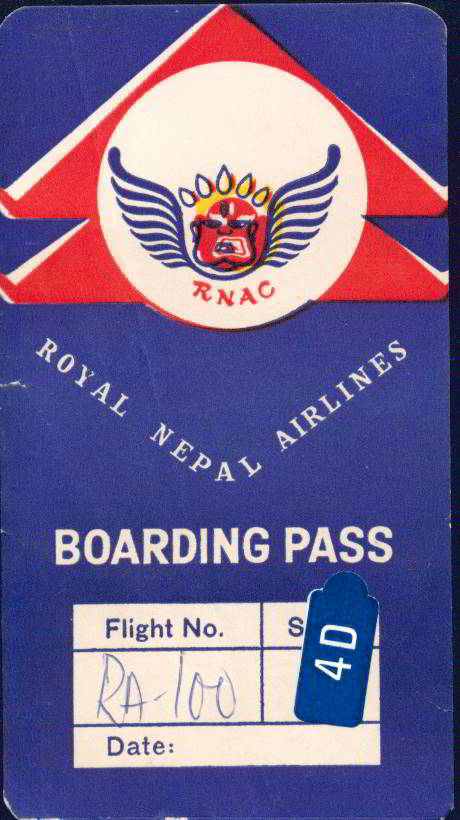 RNAC
ROYAL NEPAL AIRLINES
BOARDING PASS
Flight No.
4D
RA-100
Date: